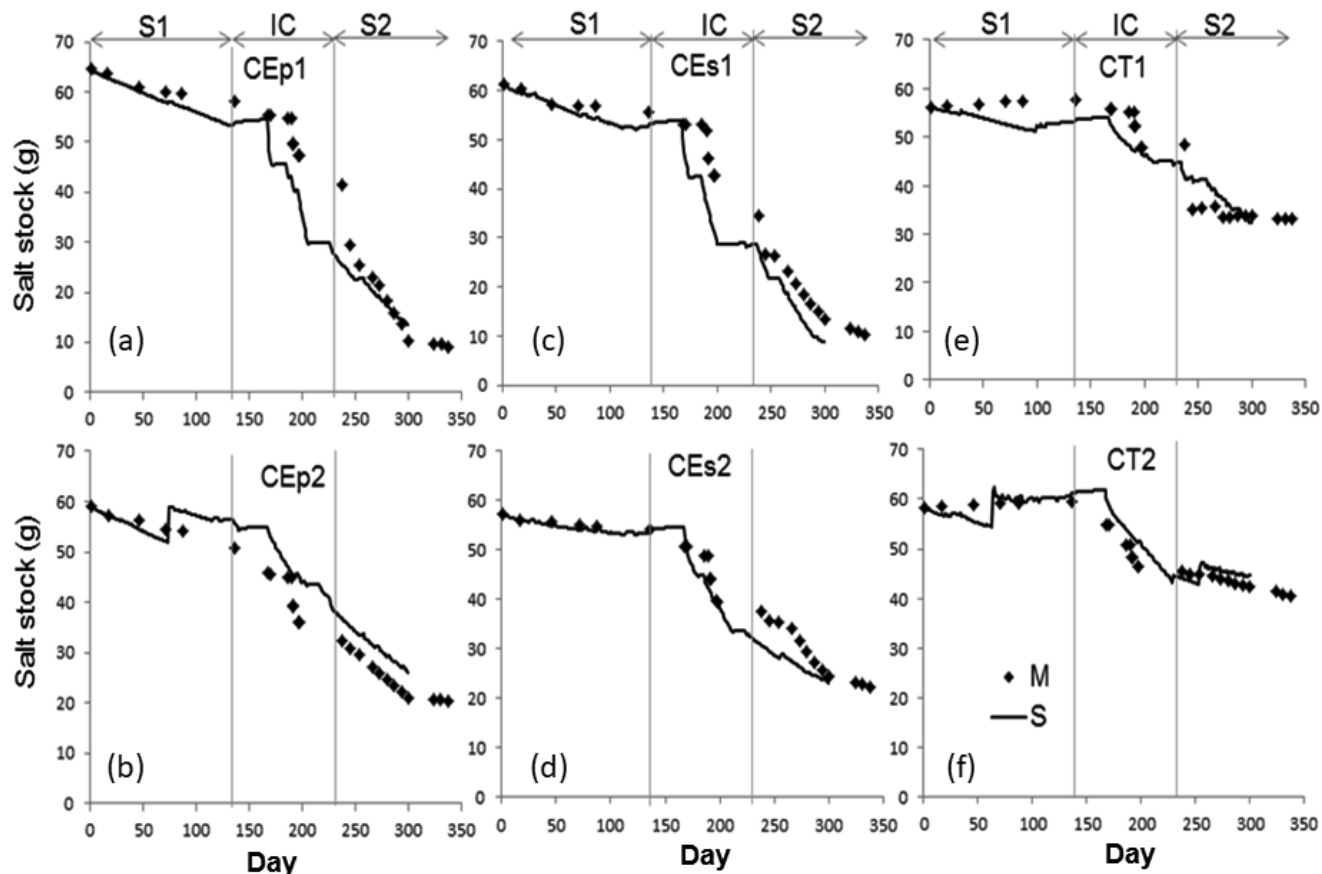 S1 IC S2 S1 IC S2 S1 IC S2
CEp1 CEs1 CT1
70 60 50 40 30 20 10 0
70 60 50 40 30 20 10 0
70 60 50 40 30 20 10 0
Salt stock (g)
(a) (c) (e)
0 50 100 150 200 250 300 350
0 50 100 150 200 250 300 350
0 50 100 150 200 250 300 350
CEp2 CEs2 CT2
70 60 50 40 30 20 10 0
70 60 50 40 30 20 10 0
70 60 50 40 30 20 10 0
Salt stock (g)
M
S
(b) (d) (f)
0 50 100 150 200 250 300 350
0 50 100 150 200 250 300 350
0 50 100 150 200 250 300 350
Day Day Day